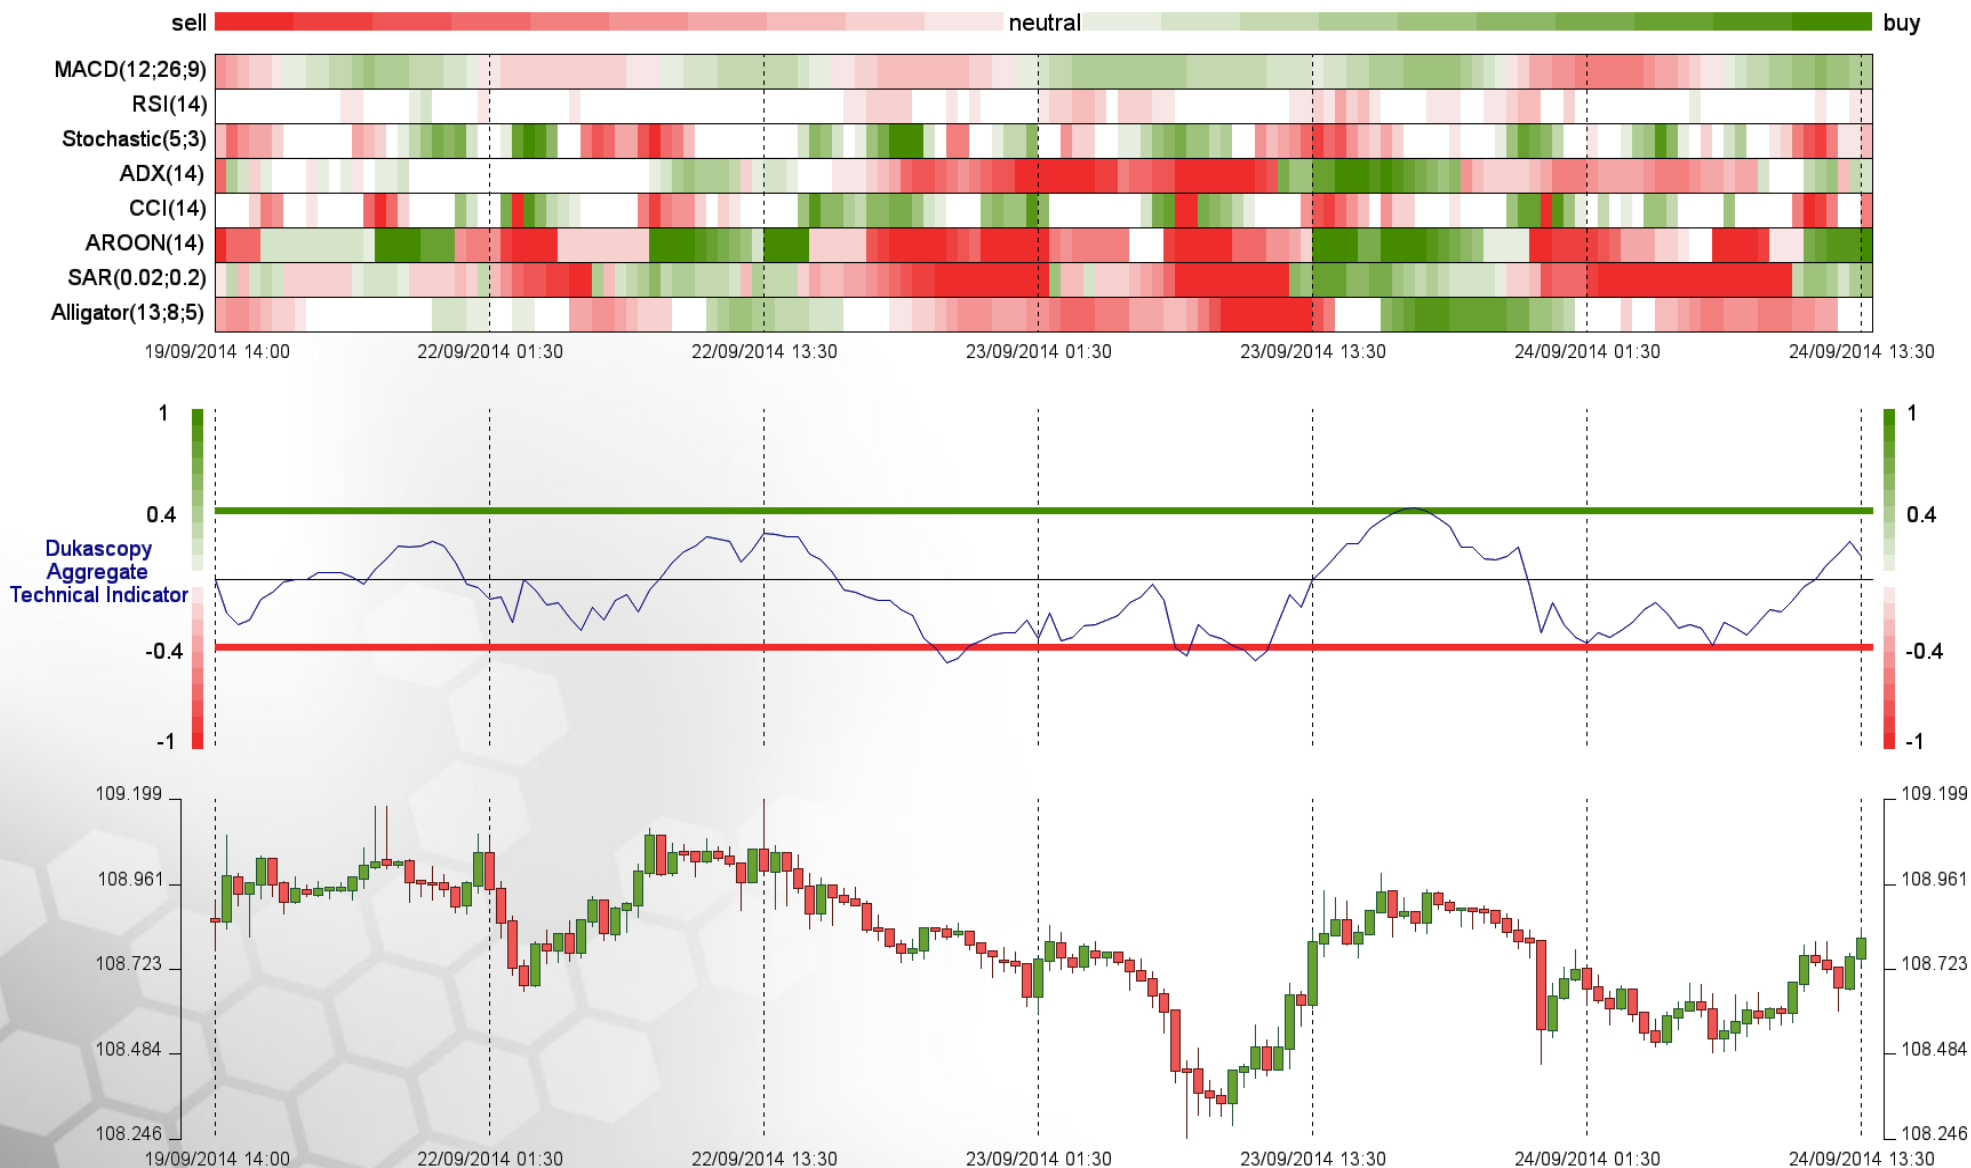 sell neutral buy
MACD(12;26;9)
RSI(14)
Stochastic(5;3)
ADX(14)
CCI(14)
AROON(14)
SAR(0.02;0.2)
Alligator(13;8;5)
19/09/2014 14:00 22/09/2014 01:30 22/09/2014 13:30 23/09/2014 01:30 23/09/2014 13:30 24/09/2014 01:30 24/09/2014 13:30
1 1
0.4 0.4
Dukascopy
Aggregate
Technical Indicator
-0.4 -0.4
-1 -1
109.199 109.199
108.961 108.961
108.723 108.723
108.484 108.484
108.246 108.246
19/09/2014 14:00 22/09/2014 01:30 22/09/2014 13:30 23/09/2014 01:30 23/09/2014 13:30 24/09/2014 01:30 24/09/2014 13:30